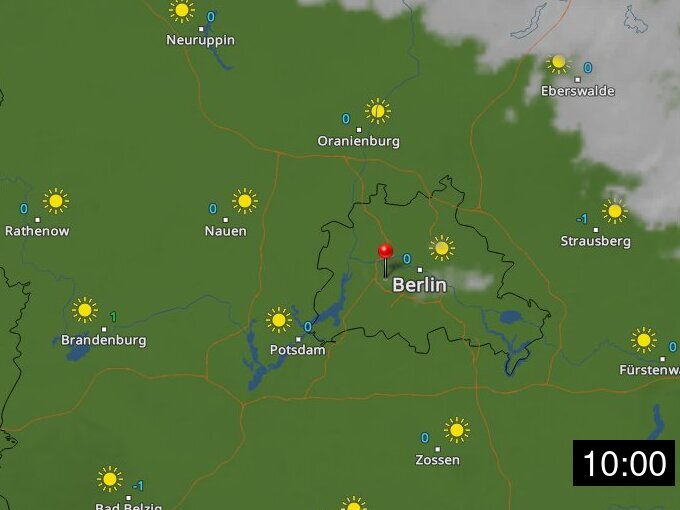 0
Neuruppin
0
Eberswalde
0
Oranienburg
0
Rathenow
0
Nauen
-1
Strausberg
0
Berlin
1
Brandenburg
0
Potsdam
0
Fürstenwa
0
Zossen
-1
Bad Belzig
10:00